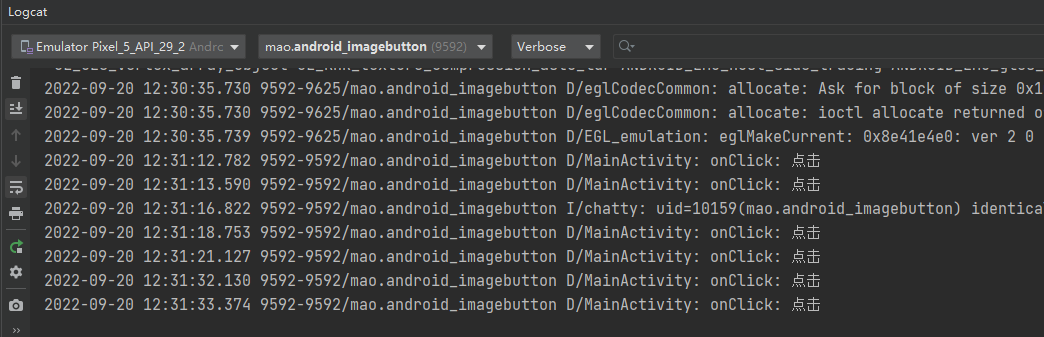 Logcat
Emulator Pixel_5_API_29_2 Andrc
mao.android_imagebutton (9592)
Verbose
2022-09-20 12:30:35.730 9592-9625/mao.android_imagebutton D/eglCodecCommon: allocate: Ask for block of size 0x1
2022-09-20 12:30:35.730 9592-9625/mao.android_imagebutton D/eglCodecCommon: allocate: ioctl allocate returned o
2022-09-20 12:30:35.739 9592-9625/mao.android_imagebutton D/EGL_emulation: eglMakeCurrent: 0x8e41e4e0: ver 2 0
2022-09-20 12:31:12.782 9592-9592/mao.android_imagebutton D/MainActivity: onClick: 点击
2022-09-20 12:31:13.590 9592-9592/mao.android_imagebutton D/MainActivity: onClick: 点击
2022-09-20 12:31:16.822 9592-9592/mao.android_imagebutton I/chatty: uid=10159(mao.android_imagebutton) identica
2022-09-20 12:31:18.753 9592-9592/mao.android_imagebutton D/MainActivity: onClick: 点击
2022-09-20 12:31:21.127 9592-9592/mao.android_imagebutton D/MainActivity: onClick: 点击
2022-09-20 12:31:32.130 9592-9592/mao.android_imagebutton D/MainActivity: onClick: 点击
2022-09-20 12:31:33.374 9592-9592/mao.android_imagebutton D/MainActivity: onClick: 点击